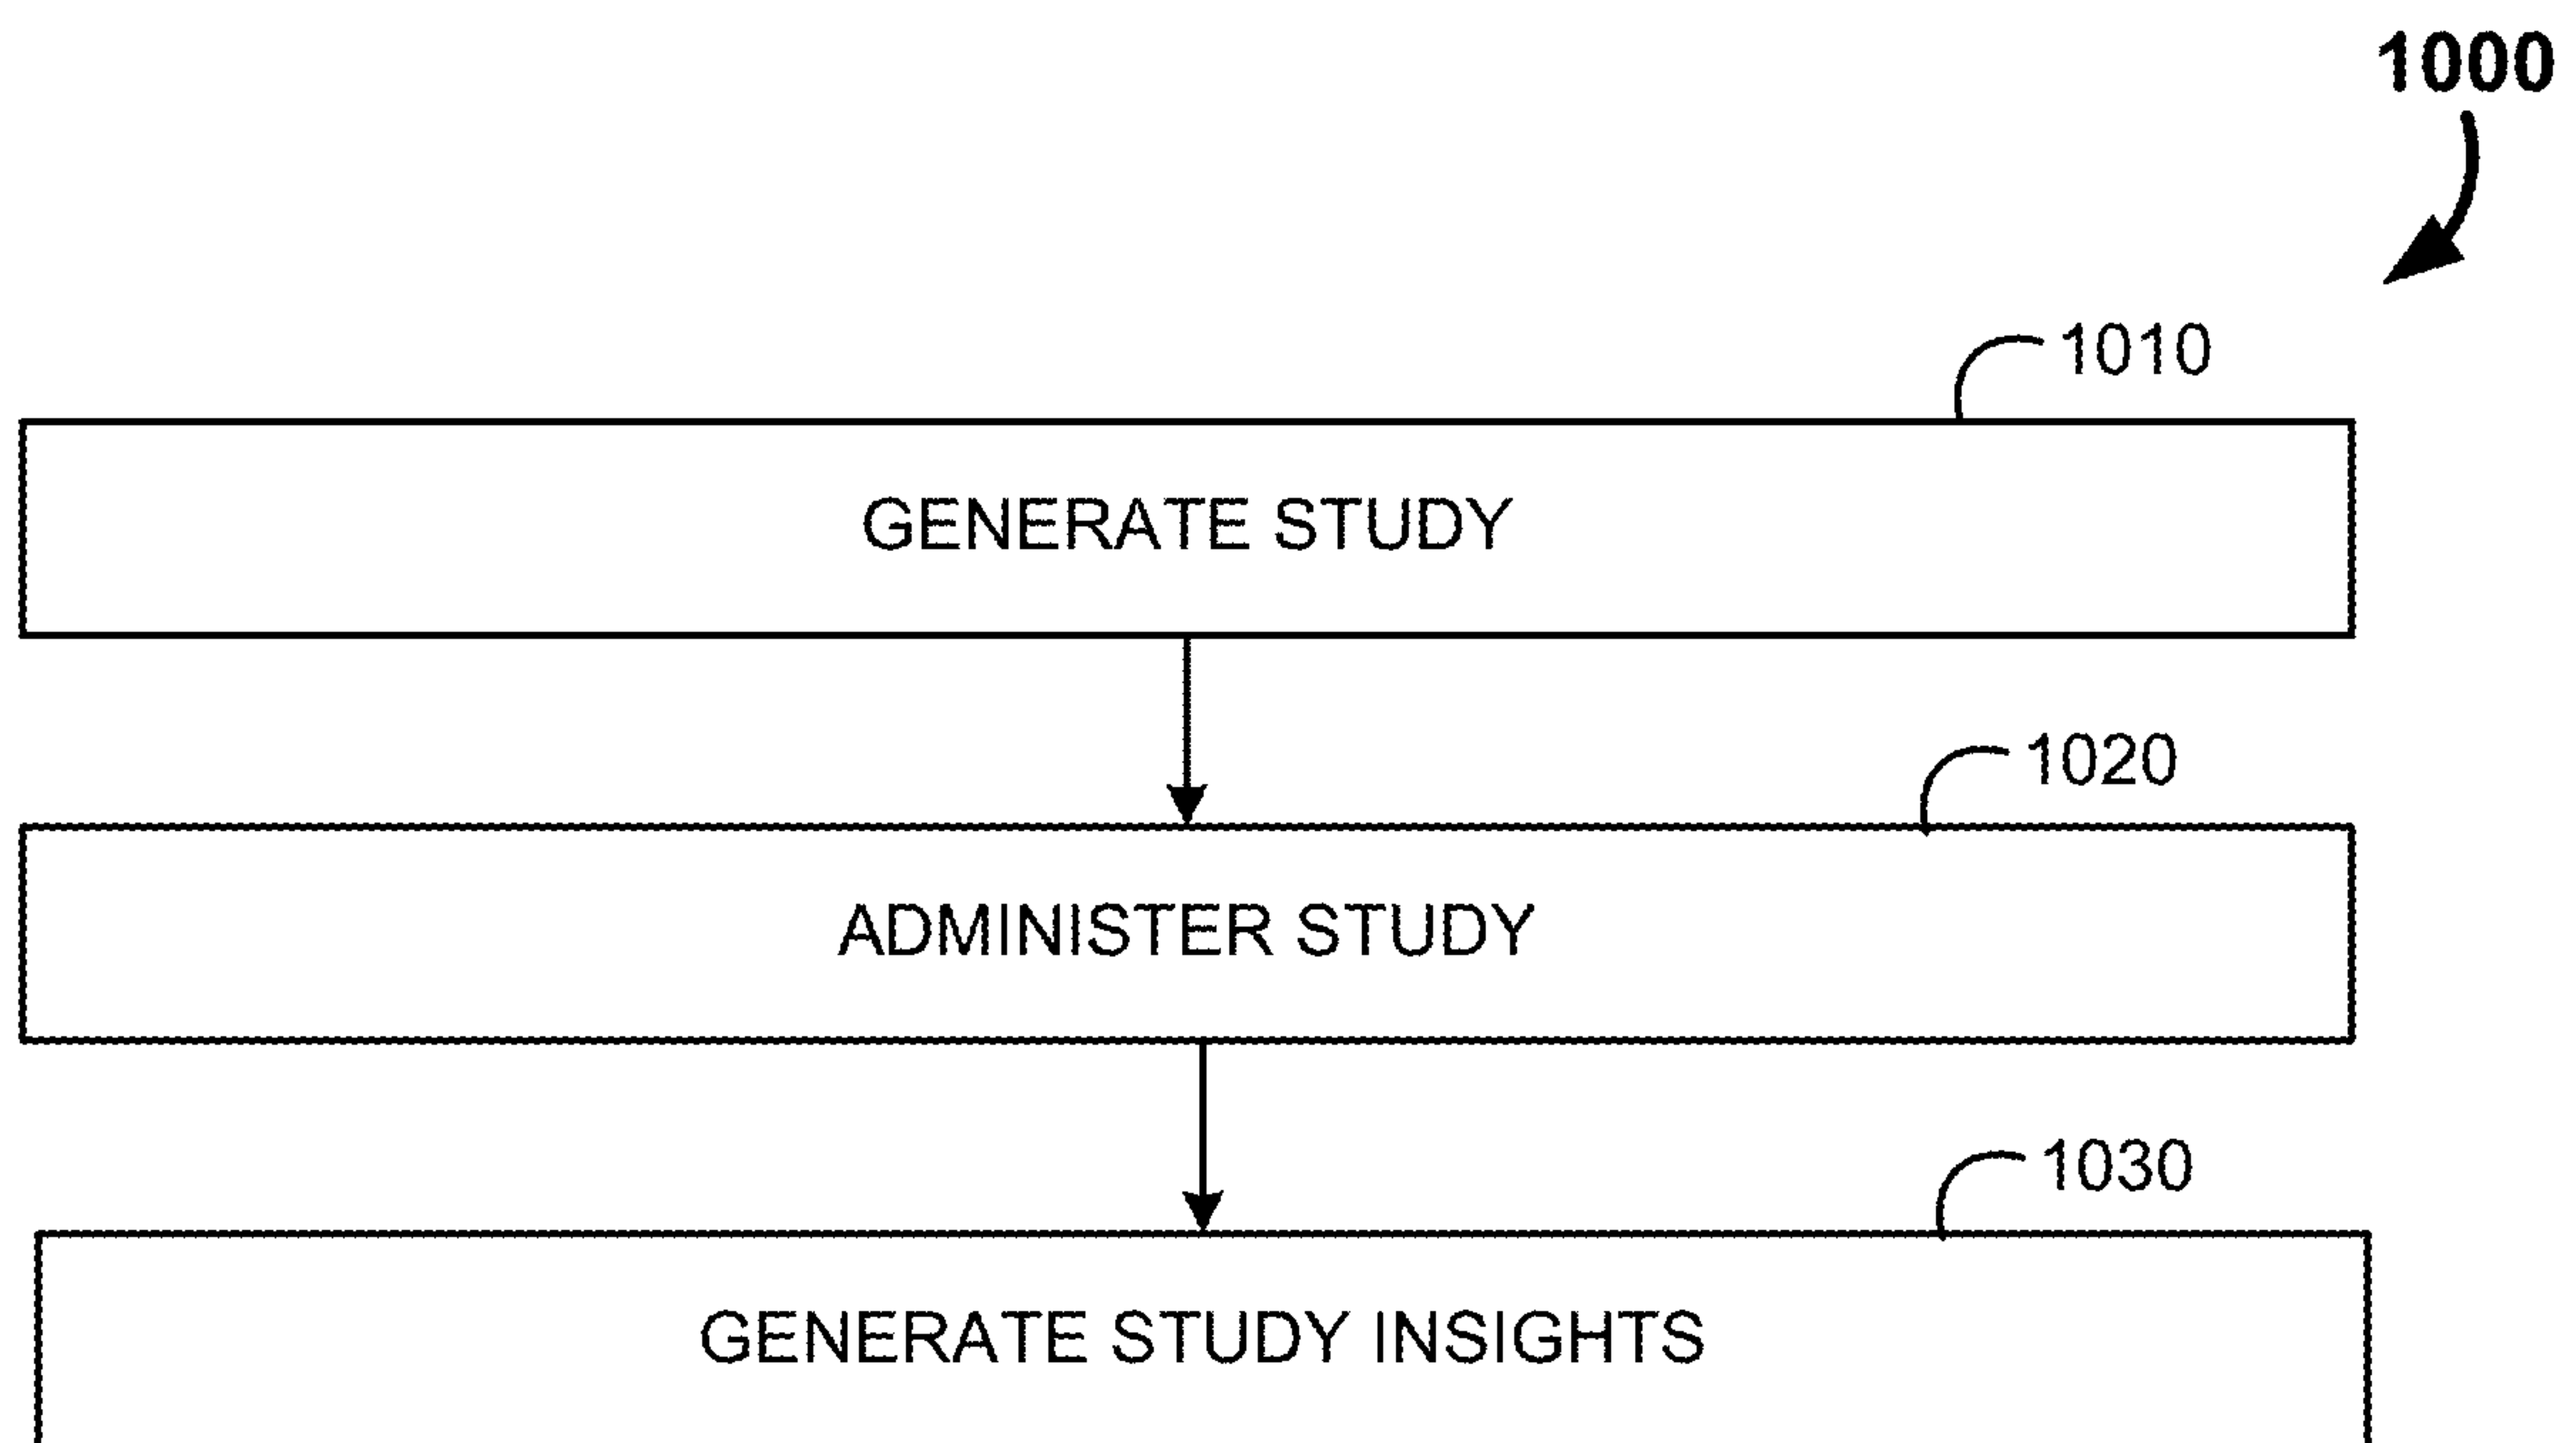 1000
1010
GENERATE STUDY
1020
ADMINISTER STUDY
1030
GENERATE STUDY INSIGHTS